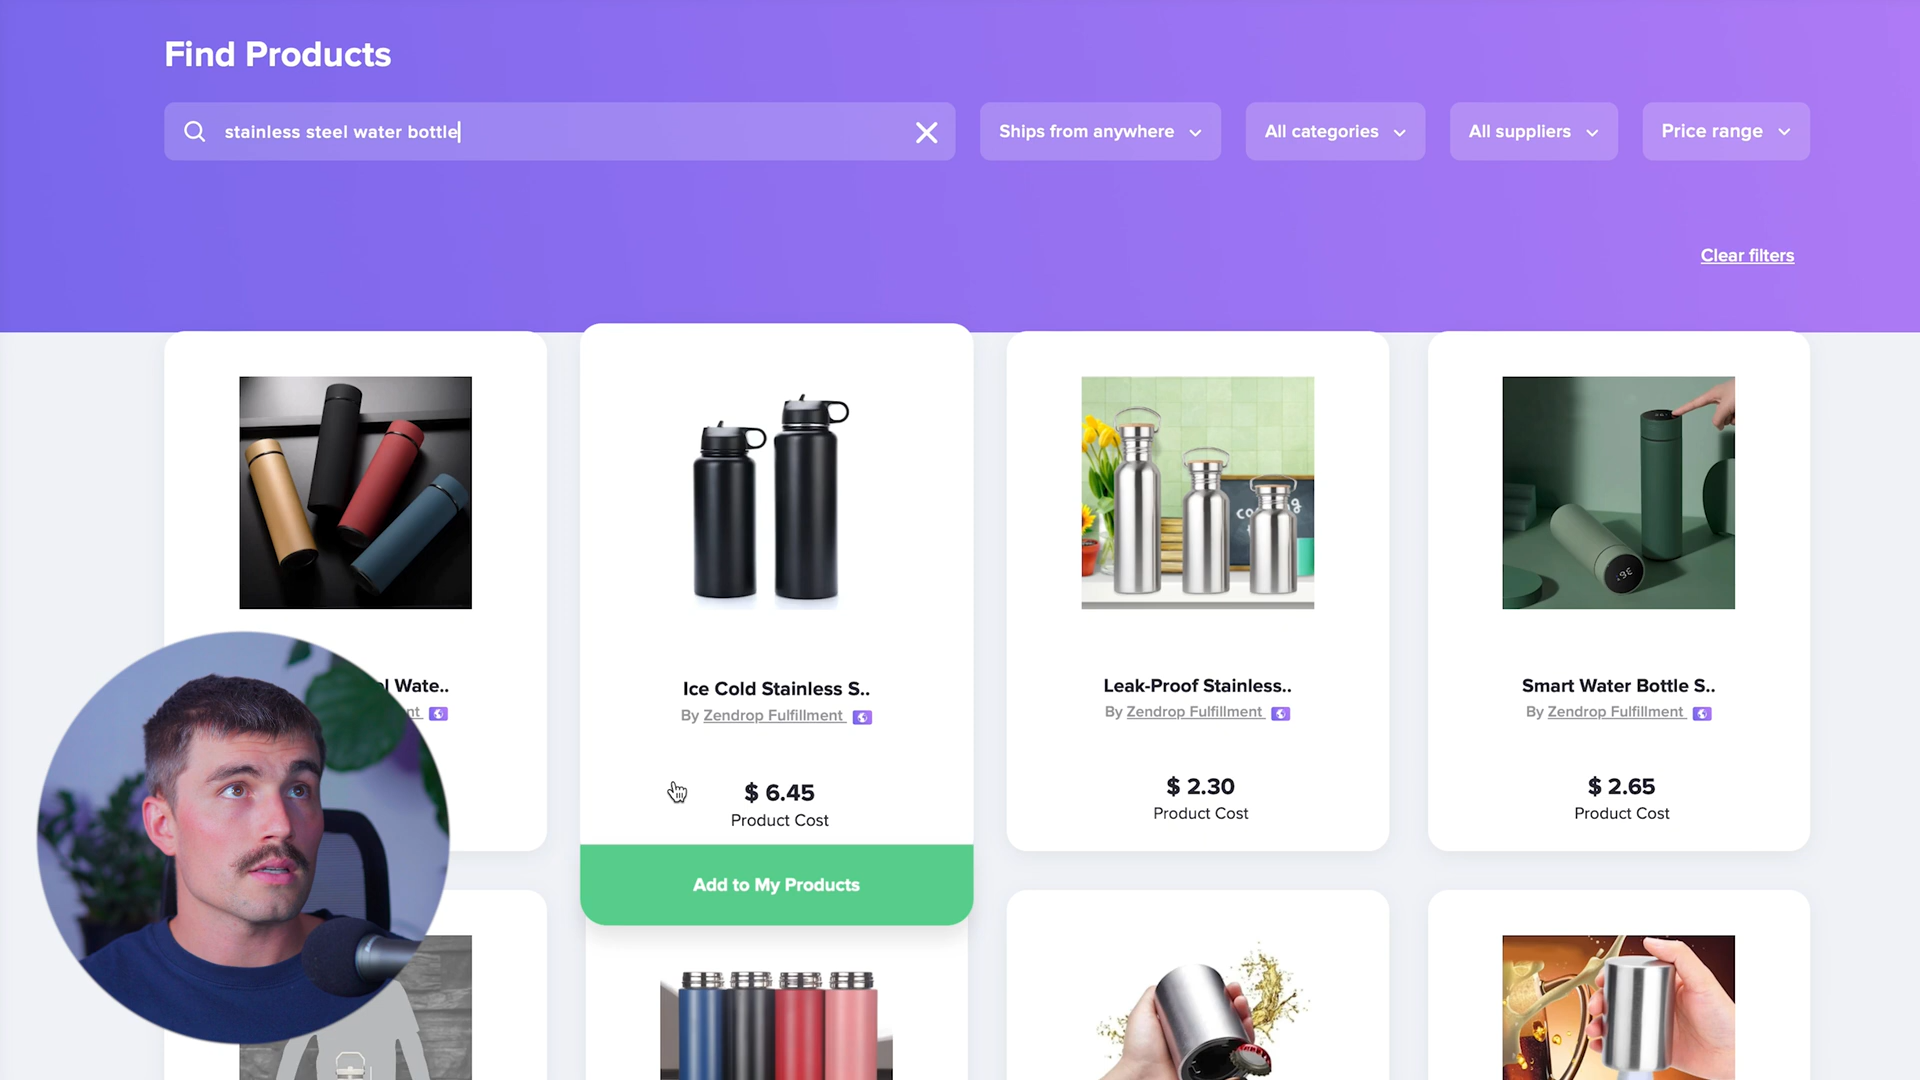 Find Products
stainless steel water bottle
Ships from anywhere
All categories
All suppliers
Price range
Clear filters
Wate..
Ice Cold Stainless S..
By Zendrop Fulfillment
$ 6.45
Product Cost
Add to My Products
Leak-Proof Stainless..
By Zendrop Fulfillment
$ 2.30
Product Cost
Smart Water Bottle S..
By Zendrop Fulfillment
$ 2.65
Product Cost